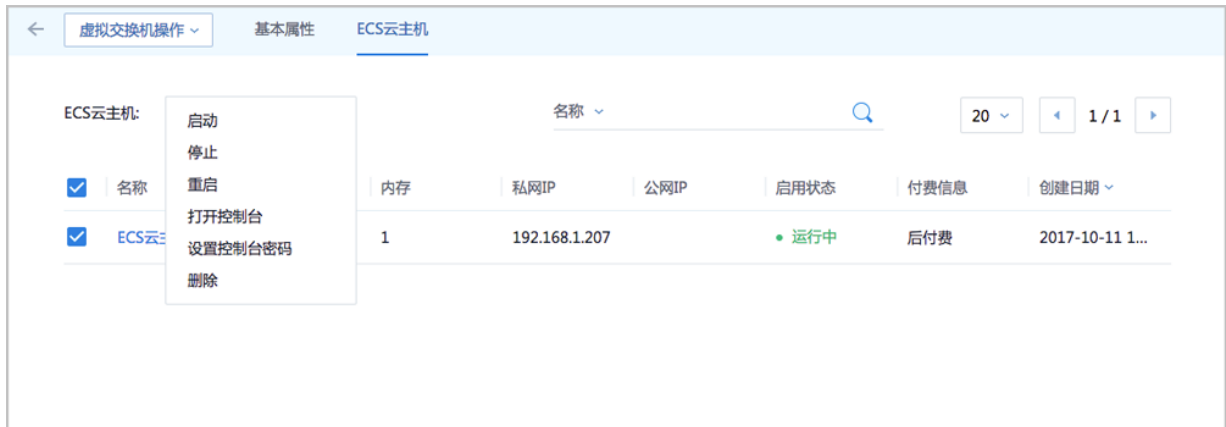 虚拟交换机操作 基本属性 ECS云主机
ECS云主机: 名称 20 1 / 1
启动
停止
名称 重启 内存 私网IP 公网IP 启用状态 付费信息 创建日期
打开控制台
ECS云 1 192.168.1.207 运行中 后付费 2017-10-11 1...
设置控制台密码
删除